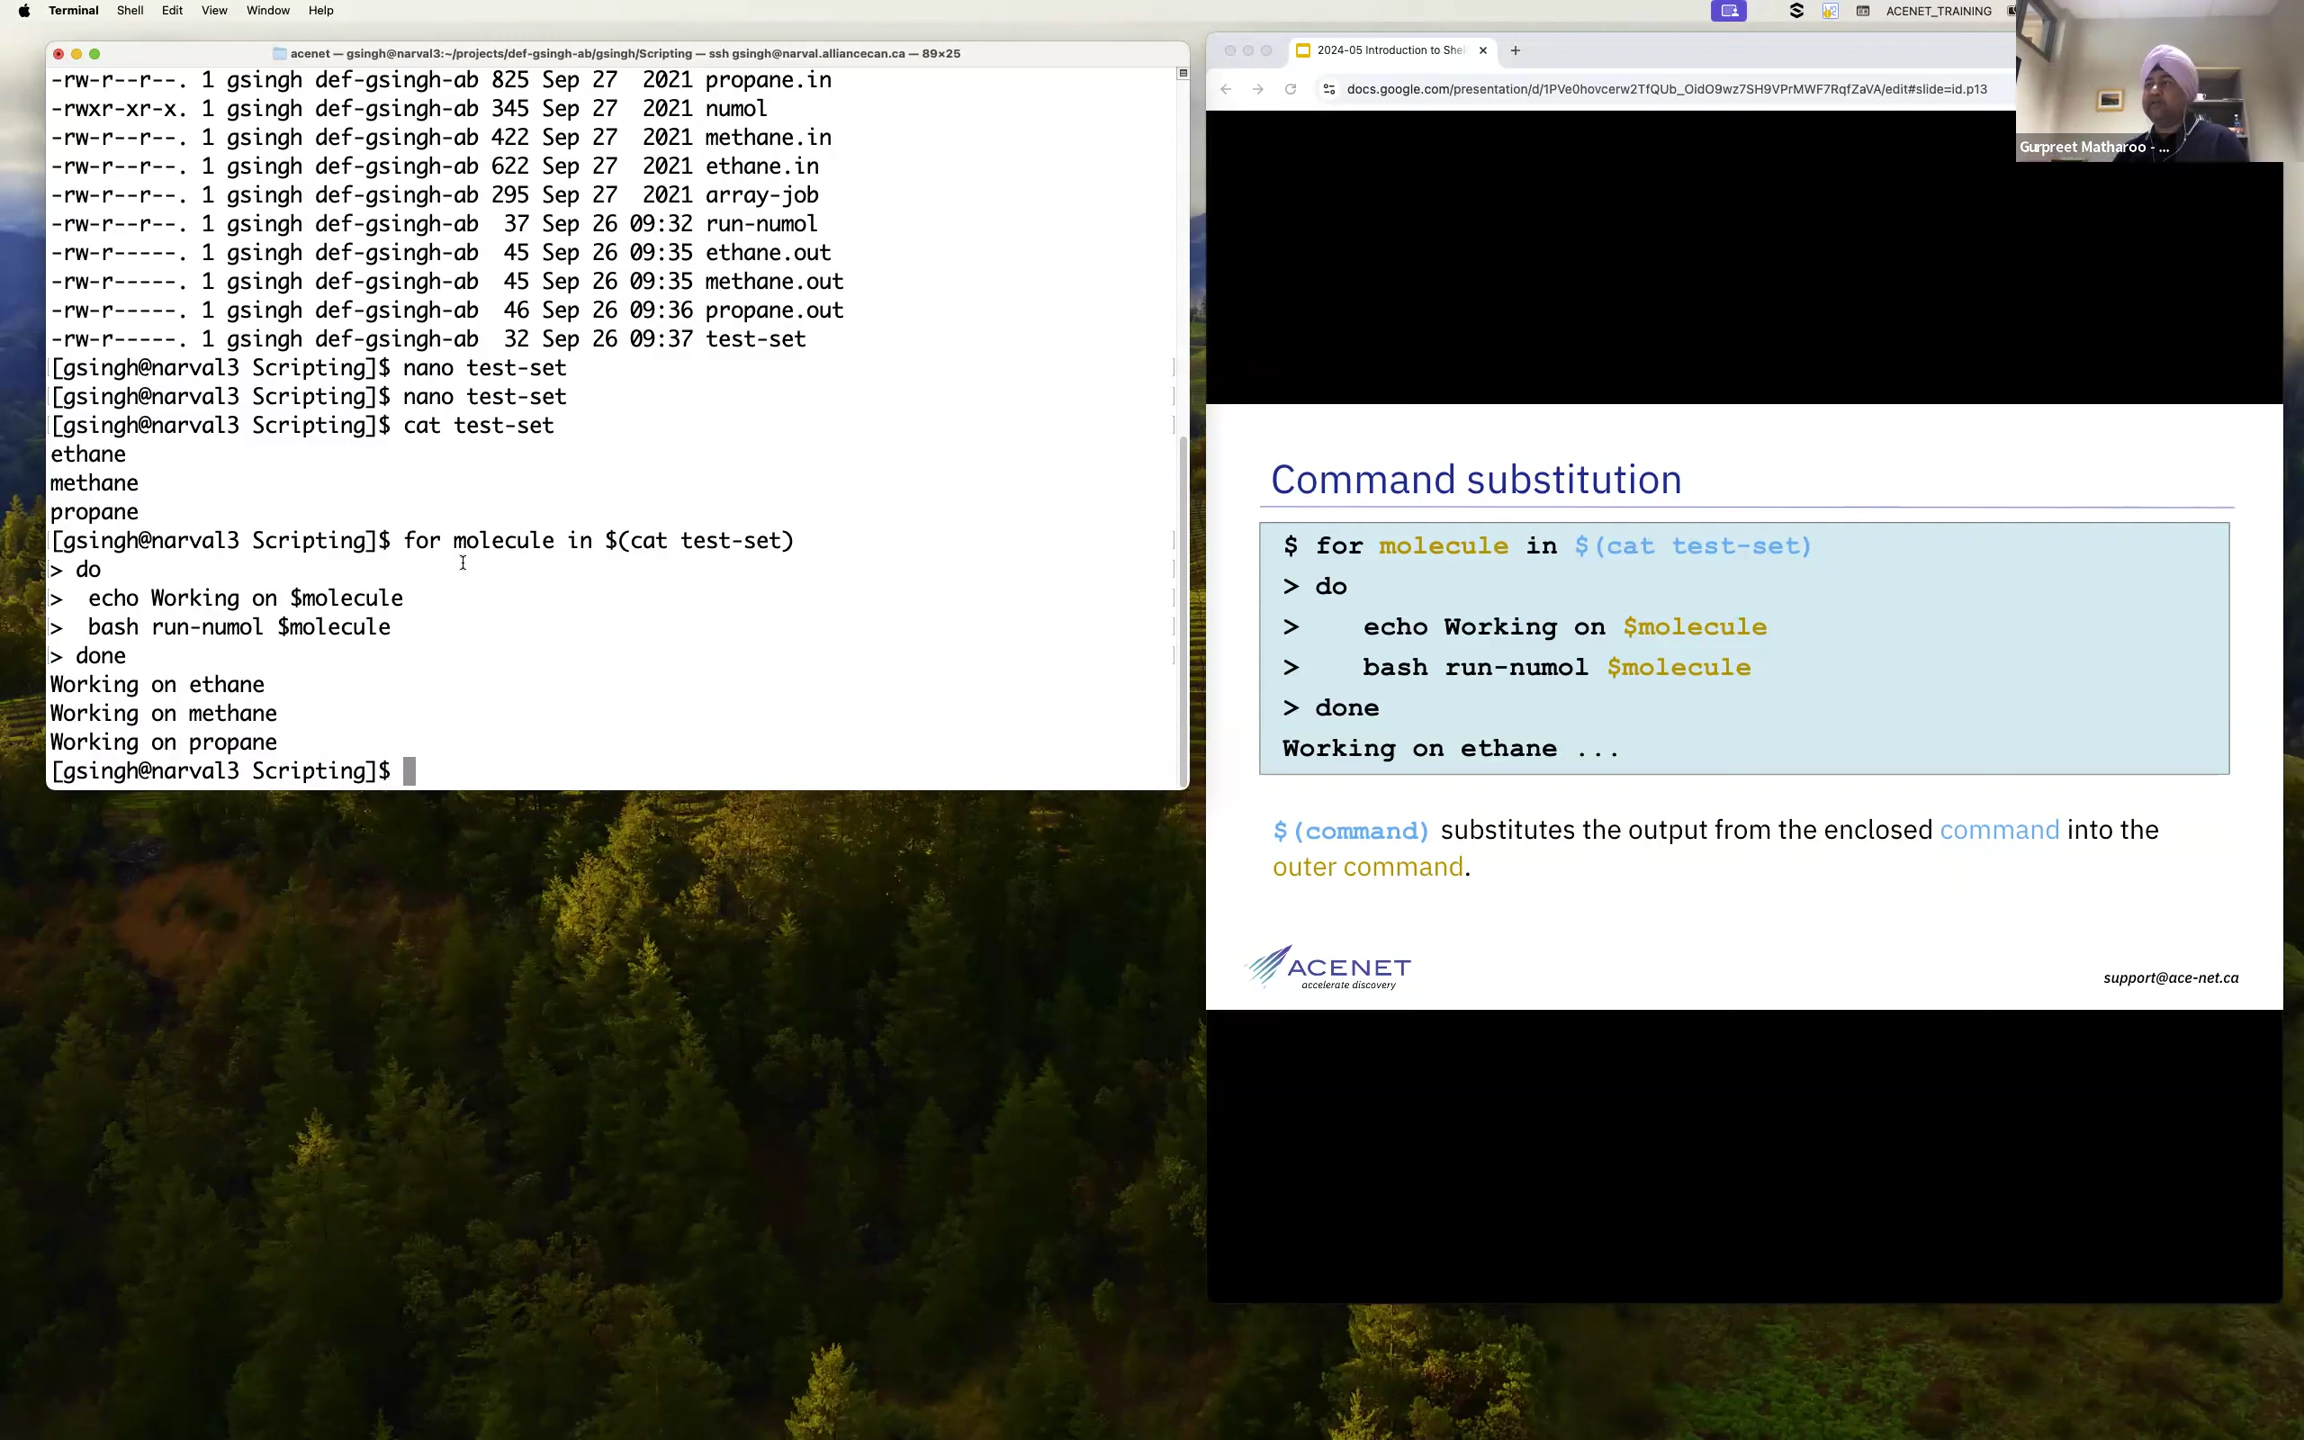 Terminal Shell Edit View Window Help
ACENET_TRAINING
acenet — gsingh@narval3:~/projects/def-gsingh-ab/gsingh/Scripting — ssh gsingh@narval.alliancecan.ca — 89×25
-rw-r--r--. 1 gsingh def-gsingh-ab 825 Sep 27  2021 propane.in
-rwxr-xr-x. 1 gsingh def-gsingh-ab 345 Sep 27  2021 numol
-rw-r--r--. 1 gsingh def-gsingh-ab 422 Sep 27  2021 methane.in
-rw-r--r--. 1 gsingh def-gsingh-ab 622 Sep 27  2021 ethane.in
-rw-r--r--. 1 gsingh def-gsingh-ab 295 Sep 27  2021 array-job
-rw-r--r--. 1 gsingh def-gsingh-ab  37 Sep 26 09:32 run-numol
-rw-r-----. 1 gsingh def-gsingh-ab  45 Sep 26 09:35 ethane.out
-rw-r-----. 1 gsingh def-gsingh-ab  45 Sep 26 09:35 methane.out
-rw-r-----. 1 gsingh def-gsingh-ab  46 Sep 26 09:36 propane.out
-rw-r-----. 1 gsingh def-gsingh-ab  32 Sep 26 09:37 test-set
[gsingh@narval3 Scripting]$ nano test-set
[gsingh@narval3 Scripting]$ nano test-set
[gsingh@narval3 Scripting]$ cat test-set
ethane
methane
propane
[gsingh@narval3 Scripting]$ for molecule in $(cat test-set)
> do
>  echo Working on $molecule
>  bash run-numol $molecule
> done
Working on ethane
Working on methane
Working on propane
[gsingh@narval3 Scripting]$
2024-05 Introduction to Shel
docs.google.com/presentation/d/1PVe0hovcerw2TfQUb_OidO9wz7SH9VPrMWF7RqfZaVA/edit#slide=id.p13
Gurpreet Matharoo - ...
Command substitution
$ for molecule in $(cat test-set)
> do
>    echo Working on $molecule
>    bash run-numol $molecule
> done
Working on ethane ...
$(command) substitutes the output from the enclosed command into the
outer command.
ACENET
accelerate discovery
support@ace-net.ca